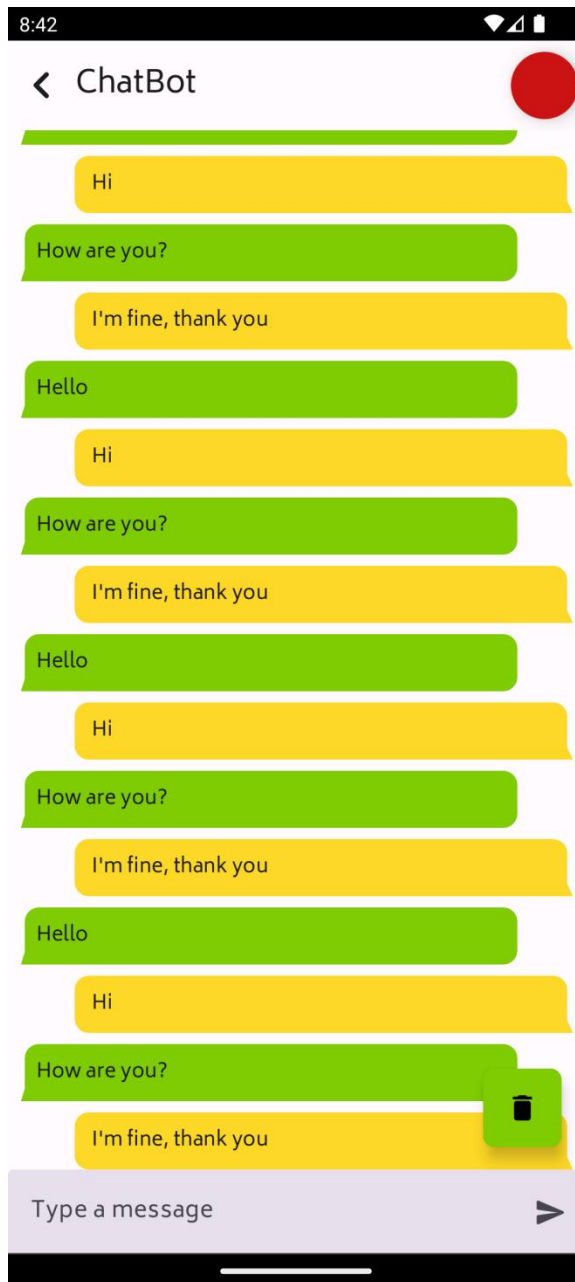 8:42
ChatBot
Hi
How are you?
I'm fine, thank you
Hello
Hi
How are you?
I'm fine, thank you
Hello
Hi
How are you?
I'm fine, thank you
Hello
Hi
How are you?
I'm fine, thank you
Type a message